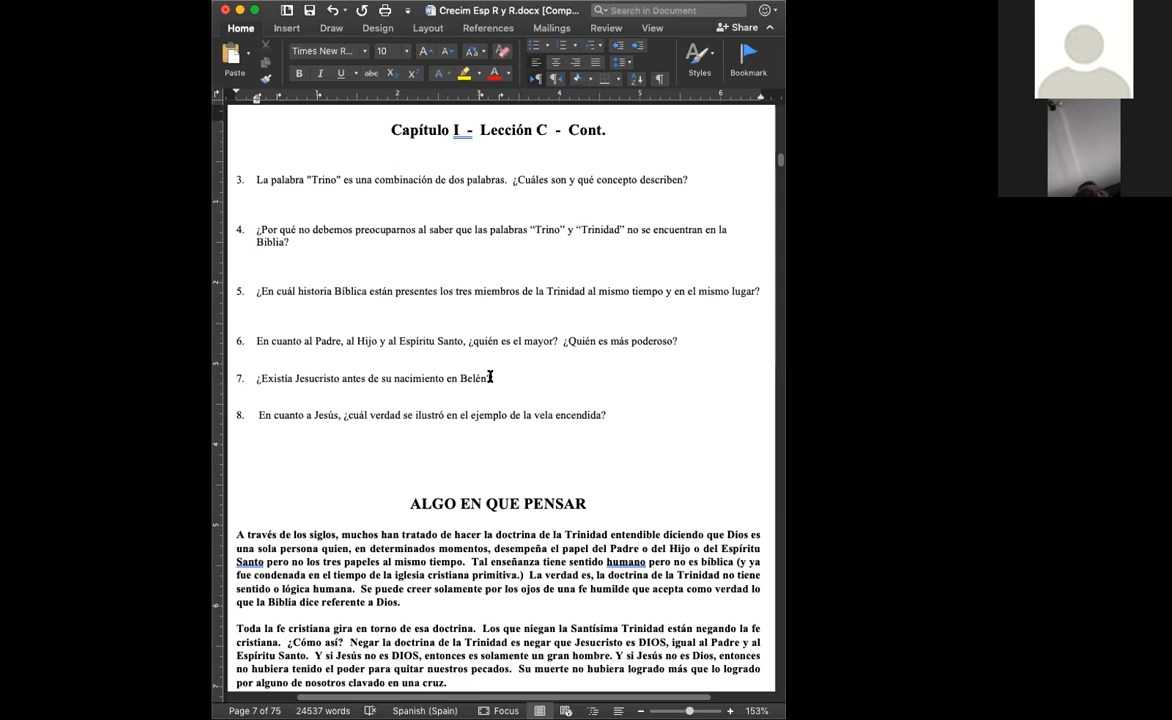 Crecim Esp R y R.docx [Comp...
Search in Document
Home Insert Draw Design Layout References Mailings Review View Share
Paste
Times New R... 10
Styles
Bookmark
Capítulo I - Lección C - Cont.
3. La palabra "Trino" es una combinación de dos palabras. ¿Cuáles son y qué concepto describen?
4. ¿Por qué no debemos preocuparnos al saber que las palabras “Trino” y “Trinidad” no se encuentran en la
Biblia?
5. ¿En cuál historia Bíblica están presentes los tres miembros de la Trinidad al mismo tiempo y en el mismo lugar?
6. En cuanto al Padre, al Hijo y al Espíritu Santo, ¿quién es el mayor? ¿Quién es más poderoso?
7. ¿Existía Jesucristo antes de su nacimiento en Belén?
8. En cuanto a Jesús, ¿cuál verdad se ilustró en el ejemplo de la vela encendida?
ALGO EN QUE PENSAR
A través de los siglos, muchos han tratado de hacer la doctrina de la Trinidad entendible diciendo que Dios es
una sola persona quien, en determinados momentos, desempeña el papel del Padre o del Hijo o del Espíritu
Santo pero no los tres papeles al mismo tiempo. Tal enseñanza tiene sentido humano pero no es bíblica (y ya
fue condenada en el tiempo de la iglesia cristiana primitiva.) La verdad es, la doctrina de la Trinidad no tiene
sentido o lógica humana. Se puede creer solamente por los ojos de una fe humilde que acepta como verdad lo
que la Biblia dice referente a Dios.
Toda la fe cristiana gira en torno de esa doctrina. Los que niegan la Santísima Trinidad están negando la fe
cristiana. ¿Cómo así? Negar la doctrina de la Trinidad es negar que Jesucristo es DIOS, igual al Padre y al
Espíritu Santo. Y si Jesús no es DIOS, entonces es solamente un gran hombre. Y si Jesús no es Dios, entonces
no hubiera tenido el poder para quitar nuestros pecados. Su muerte no hubiera logrado más que lo logrado
por alguno de nosotros clavado en una cruz.
Page 7 of 75 24537 words Spanish (Spain) Focus 153%